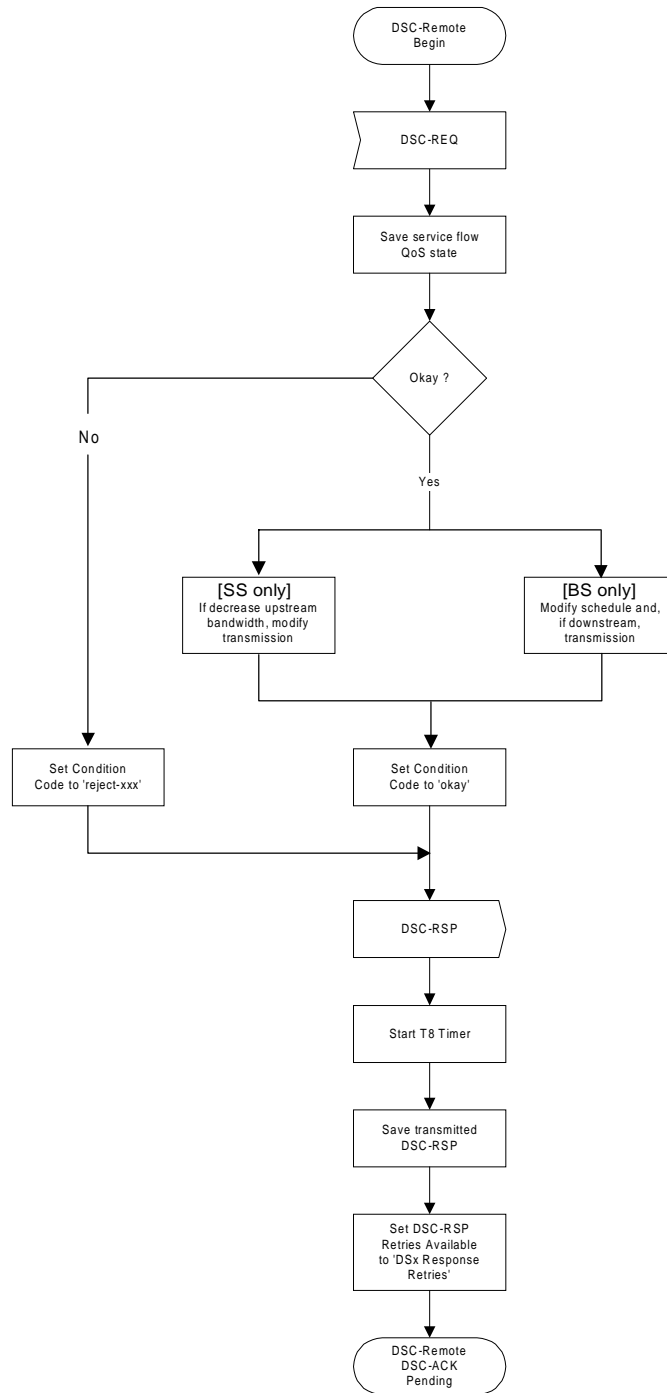 DSC-Remote
Begin
DSC-REQ
Save service flow
QoS state
Okay ?
No
Yes
[SS only]
If decrease upstream
bandwidth, modify
transmission
[BS only]
Modify schedule and,
if downstream,
transmission
Set Condition
Code to 'reject-xxx'
Set Condition
Code to 'okay'
DSC-RSP
Start T8 Timer
Save transmitted
DSC-RSP
Set DSC-RSP
Retries Available
to 'DSx Response
Retries'
DSC-Remote
DSC-ACK
Pending